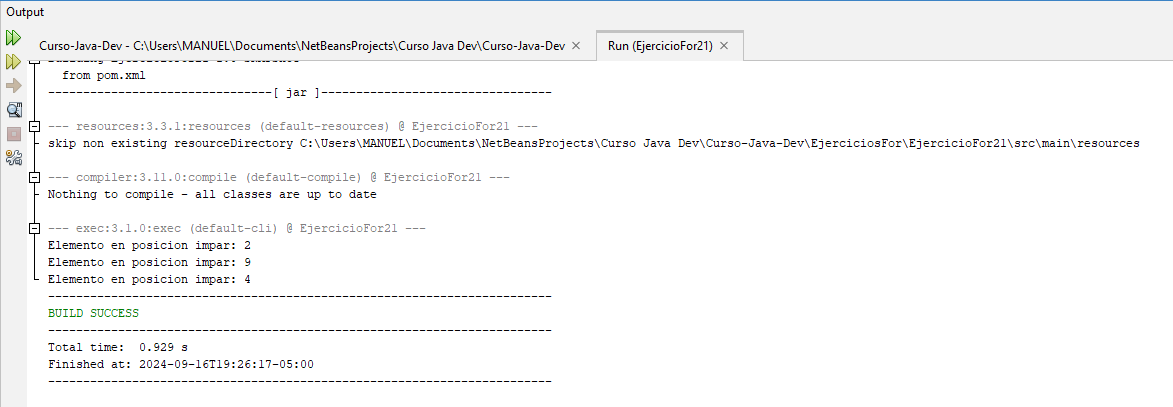 Output
Curso-Java-Dev - C:\Users\MANUEL\Documents\NetBeansProjects\Curso Java Dev\Curso-Java-Dev × Run (EjercicioFor21) ×
from pom.xml
--------------------------------[ jar ]---------------------------------
--- resources:3.3.1:resources (default-resources) @ EjercicioFor21 ---
skip non existing resourceDirectory C:\Users\MANUEL\Documents\NetBeansProjects\Curso Java Dev\Curso-Java-Dev\EjerciciosFor\EjercicioFor21\src\main\resources
--- compiler:3.11.0:compile (default-compile) @ EjercicioFor21 ---
Nothing to compile - all classes are up to date
--- exec:3.1.0:exec (default-cli) @ EjercicioFor21 ---
Elemento en posicion impar: 2
Elemento en posicion impar: 9
Elemento en posicion impar: 4
------------------------------------------------------------------------
BUILD SUCCESS
------------------------------------------------------------------------
Total time:  0.929 s
Finished at: 2024-09-16T19:26:17-05:00
------------------------------------------------------------------------